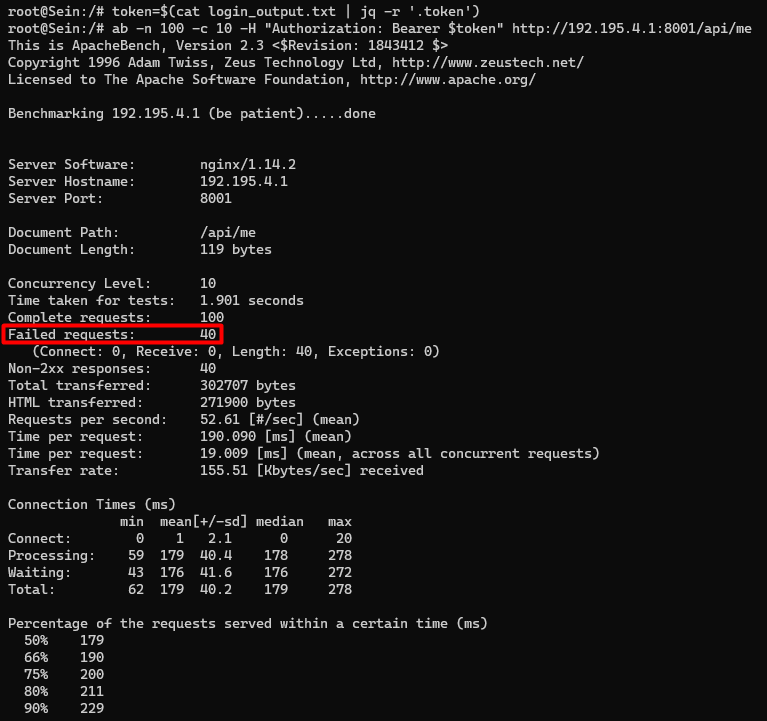 root@Sein:/# token=$(cat login_output.txt | jq -r '.token')
root@Sein:/# ab -n 100 -c 10 -H "Authorization: Bearer $token" http://192.195.4.1:8001/api/me
This is ApacheBench, Version 2.3 <$Revision: 1843412 $>
Copyright 1996 Adam Twiss, Zeus Technology Ltd, http://www.zeustech.net/
Licensed to The Apache Software Foundation, http://www.apache.org/

Benchmarking 192.195.4.1 (be patient).....done


Server Software:        nginx/1.14.2
Server Hostname:        192.195.4.1
Server Port:            8001

Document Path:          /api/me
Document Length:        119 bytes

Concurrency Level:      10
Time taken for tests:   1.901 seconds
Complete requests:      100
Failed requests:        40
   (Connect: 0, Receive: 0, Length: 40, Exceptions: 0)
Non-2xx responses:      40
Total transferred:      302707 bytes
HTML transferred:       271900 bytes
Requests per second:    52.61 [#/sec] (mean)
Time per request:       190.090 [ms] (mean)
Time per request:       19.009 [ms] (mean, across all concurrent requests)
Transfer rate:          155.51 [Kbytes/sec] received

Connection Times (ms)
              min  mean[+/-sd] median   max
Connect:        0    1   2.1      0      20
Processing:    59  179  40.4    178     278
Waiting:       43  176  41.6    176     272
Total:         62  179  40.2    179     278

Percentage of the requests served within a certain time (ms)
  50%    179
  66%    190
  75%    200
  80%    211
  90%    229